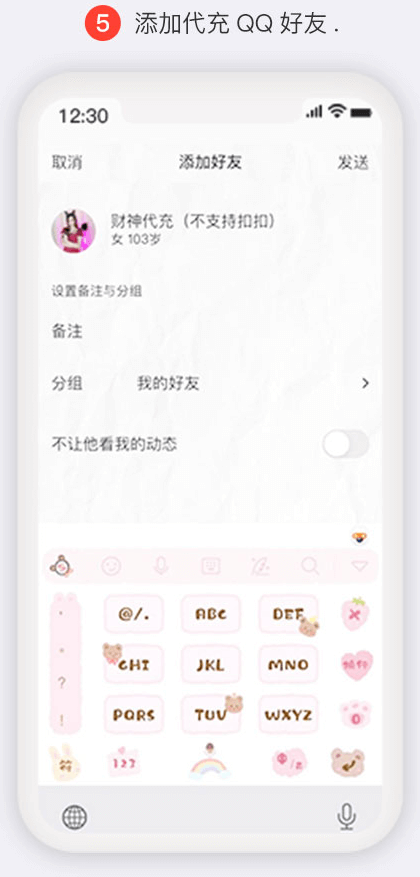 5 添加代充 QQ 好友 .
12:30
取消 添加好友 发送
财神代充（不支持扣扣）
女 103岁
设置备注与分组
备注
分组 我的好友
不让他看我的动态
@/. ABC DEF
GHI JKL MNO
?
PQRS TUV WXYZ
!
符 123